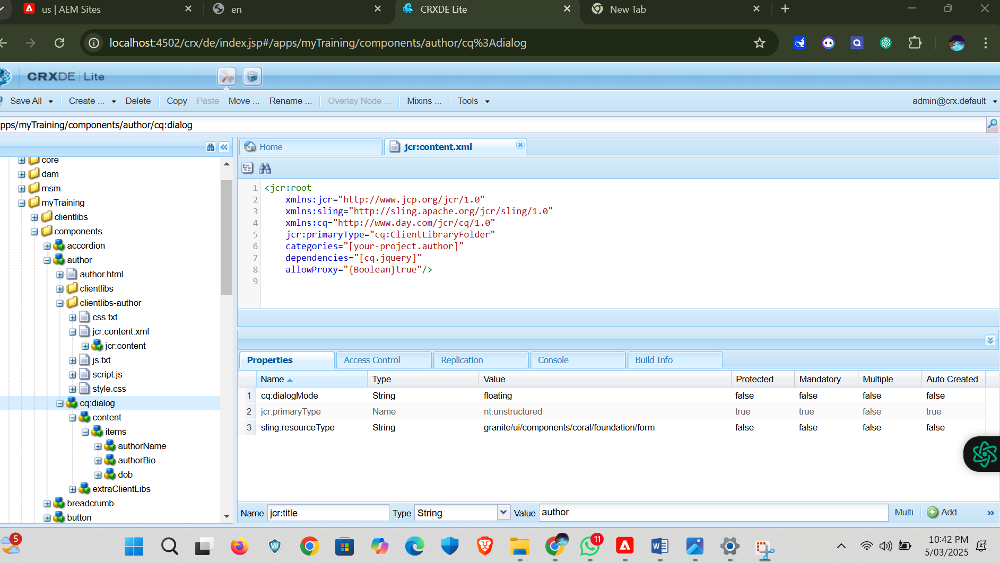 us | AEM Sites
en
CRXDE Lite
New Tab
localhost:4502/crx/de/index.jsp#/apps/myTraining/components/author/cq%3Adialog
CRXDE | Lite
Save All
Create ...
Delete
Copy
Paste
Move ...
Rename ...
Overlay Node ...
Mixins ...
Tools
admin@crx.default
pps/myTraining/components/author/cq:dialog
core
dam
msm
myTraining
clientlibs
components
accordion
author
author.html
clientlibs
clientlibs-author
css.txt
jcr:content.xml
jcr:content
js.txt
script.js
style.css
cq:dialog
content
items
authorName
authorBio
dob
extraClientLibs
breadcrumb
button
Home
jcr:content.xml
1 <jcr:root
2 xmlns:jcr="http://www.jcp.org/jcr/1.0"
3 xmlns:sling="http://sling.apache.org/jcr/sling/1.0"
4 xmlns:cq="http://www.day.com/jcr/cq/1.0"
5 jcr:primaryType="cq:ClientLibraryFolder"
6 categories="[your-project.author]"
7 dependencies="[cq.jquery]"
8 allowProxy="{Boolean}true"/>
9
Properties
Access Control
Replication
Console
Build Info
Name Type Value Protected Mandatory Multiple Auto Created
1 cq:dialogMode String floating false false false false
2 jcr:primaryType Name nt:unstructured true true false true
3 sling:resourceType String granite/ui/components/coral/foundation/form false false false false
Name jcr:title Type String Value author Multi Add
5
W
W
11
10:42 PM
5/03/2025